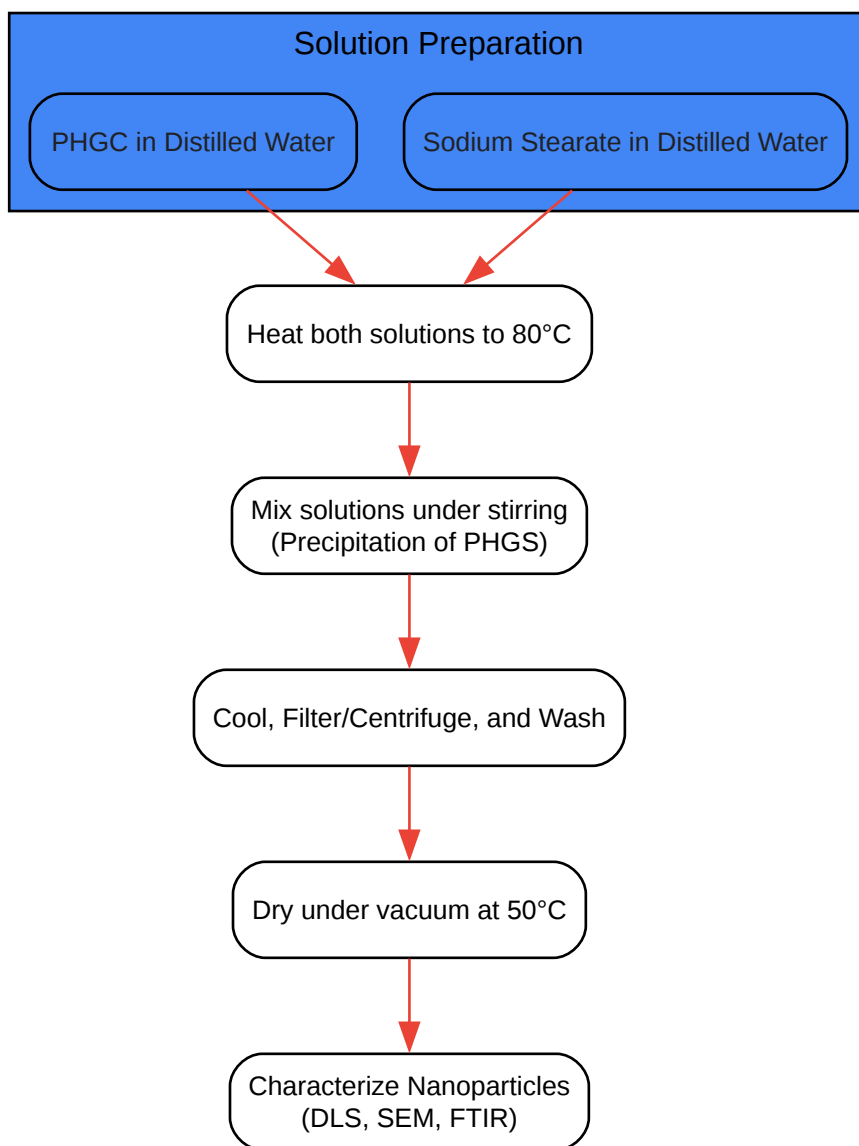 Solution Preparation
PHGC in Distilled Water
Sodium Stearate in Distilled Water
Heat both solutions to 80°C
Mix solutions under stirring
(Precipitation of PHGS)
Cool, Filter/Centrifuge, and Wash
Dry under vacuum at 50°C
Characterize Nanoparticles
(DLS, SEM, FTIR)